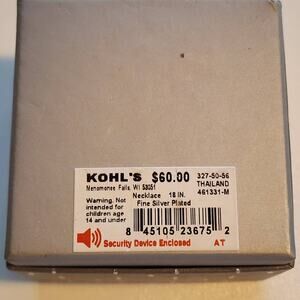 KOHL'S $60.00 327-50-56
Menomonee Falls, WI 53051 THAILAND
Necklace 18 IN. 461331-M
Warning. Not Fine Silver Plated
intended for
children age
14 and under
8 45105 23675 2
Security Device Enclosed AT